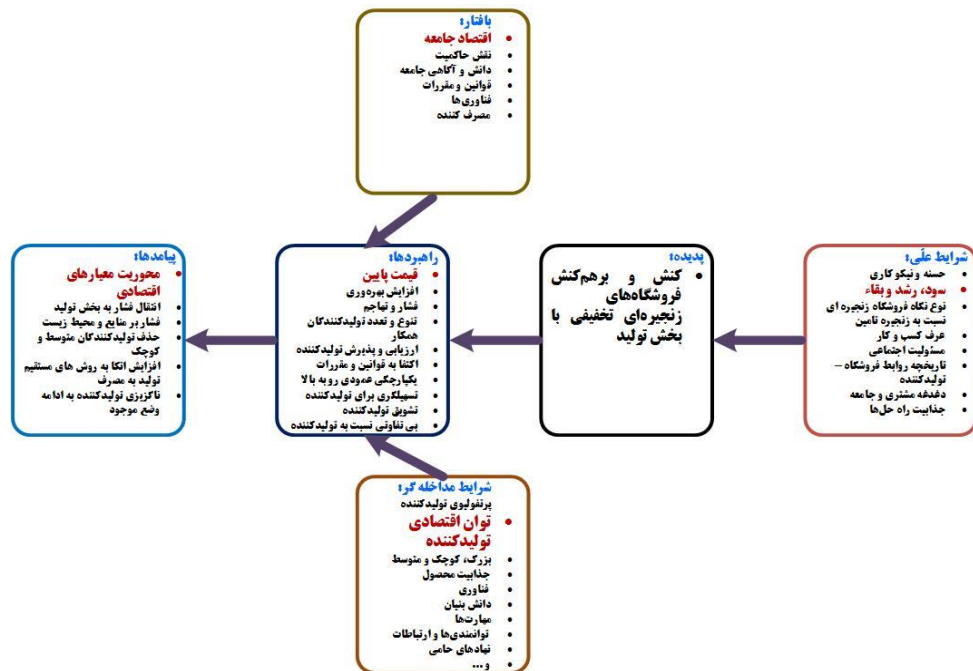 بافتار:
اقتصاد جامعه
نقش حاکمیت
دانش و آگاهی جامعه
قوانین و مقررات
فناوری‌ها
مصرف کننده
شرایط علّی:
حسنه و نیکو کاری
سود، رشد و بقاء
نوع نگاه فروشگاه زنجیره ای
نسبت به زنجیره تامین
عرف کسب و کار
مسئولیت اجتماعی
تاریخچه روابط فروشگاه –
تولیدکننده
دغدغه مشتری و جامعه
جذابیت راه حل‌ها
پدیده:
کنش و برهم‌کنش
فروشگاه‌های
زنجیره‌ای تخفیفی با
بخش تولید
راهبردها:
قیمت پایین
افزایش بهره‌وری
فشار و تهاجم
تنوع و تعدد تولیدکنندگان
همکار
ارزیابی و پذیرش تولیدکننده
اکتفا به قوانین و مقررات
یکپارچگی عمودی رو به بالا
تسهیلگری برای تولیدکننده
تشویق تولیدکننده
بی تفاوتی نسبت به تولیدکننده
پیامدها:
محوریت معیارهای
اقتصادی
انتقال فشار به بخش تولید
فشار بر منابع و محیط زیست
حذف تولیدکنندگان متوسط و
کوچک
افزایش اتکا به روش های مستقیم
تولید به مصرف
ناگزیری تولیدکننده به ادامه
وضع موجود
شرایط مداخله گر:
پرتفولیوی تولیدکننده
توان اقتصادی
تولیدکننده
بزرگ، کوچک و متوسط
جذابیت محصول
فناوری
دانش بنیان
مهارت‌ها
توانمندی‌ها و ارتباطات
نهادهای حامی
و ...